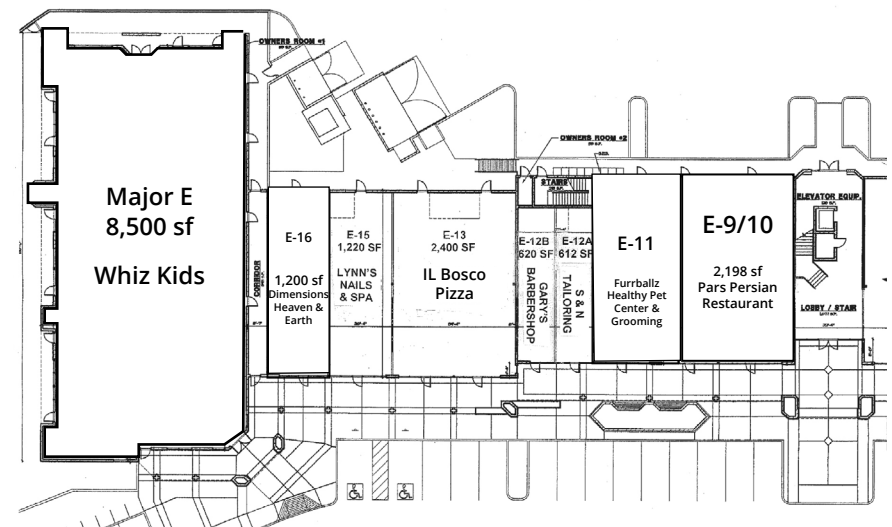 OWNERS ROOM #1
OWNERS ROOM #2
Major E
8,500 sf
Whiz Kids
CORRIDOR
E-16
1,200 sf
Dimensions
Heaven &
Earth
E-15
1,220 SF
LYNN'S
NAILS
& SPA
E-13
2,400 SF
IL Bosco
Pizza
STAIRS
E-12B
620 SF
GARY'S
BARBERSHOP
E-12A
612 SF
S & N
TAILORING
E-11
Furrballz
Healthy Pet
Center &
Grooming
E-9/10
2,198 sf
Pars Persian
Restaurant
ELEVATOR EQUIP.
LOBBY / STAIR